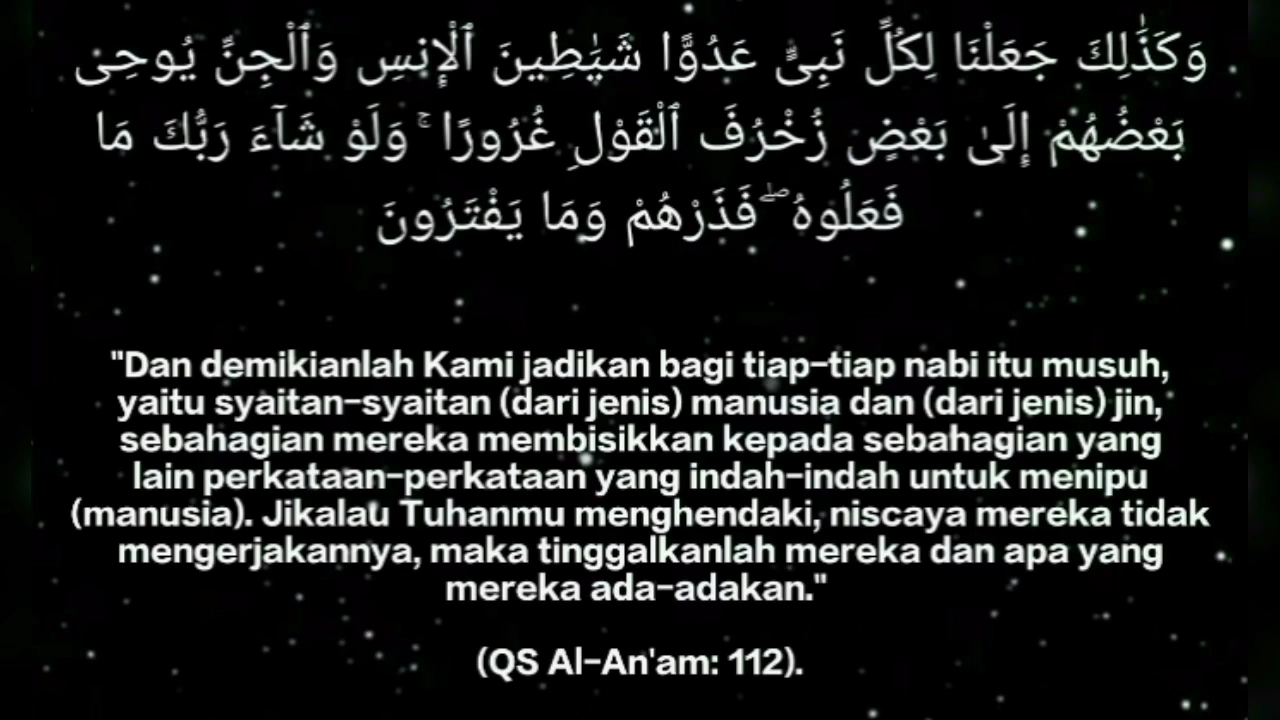 وَكَذَٰلِكَ جَعَلْنَا لِكُلِّ نَبِىٍّ عَدُوًّا شَيَٰطِينَ ٱلْإِنسِ وَٱلْجِنِّ يُوحِى
بَعْضُهُمْ إِلَىٰ بَعْضٍ زُخْرُفَ ٱلْقَوْلِ غُرُورًا ۚ وَلَوْ شَآءَ رَبُّكَ مَا
فَعَلُوهُ ۖ فَذَرْهُمْ وَمَا يَفْتَرُونَ
"Dan demikianlah Kami jadikan bagi tiap-tiap nabi itu musuh,
yaitu syaitan-syaitan (dari jenis) manusia dan (dari jenis) jin,
sebahagian mereka membisikkan kepada sebahagian yang
lain perkataan-perkataan yang indah-indah untuk menipu
(manusia). Jikalau Tuhanmu menghendaki, niscaya mereka tidak
mengerjakannya, maka tinggalkanlah mereka dan apa yang
mereka ada-adakan."
(QS Al-An'am: 112).